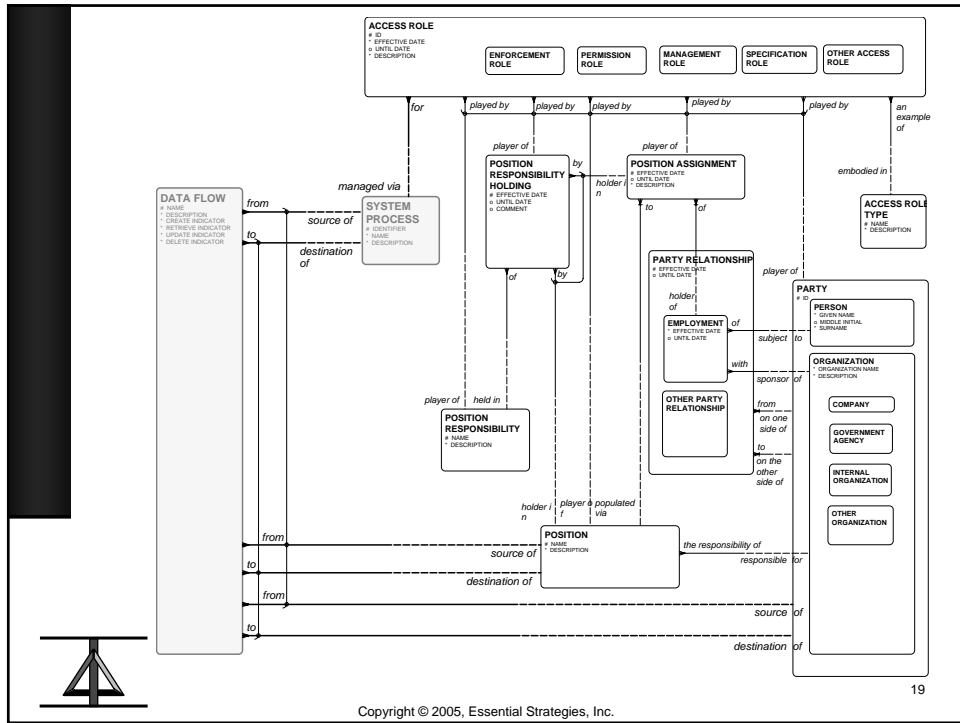 ACCESS ROLE
# ID
* EFFECTIVE DATE
o UNTIL DATE
* DESCRIPTION
ENFORCEMENT
ROLE
PERMISSION
ROLE
MANAGEMENT
ROLE
SPECIFICATION
ROLE
OTHER ACCESS
ROLE
for
played by
played by
played by
played by
played by
an
example
of
player of
player of
by
holder i
n
POSITION
RESPONSIBILITY
HOLDING
# EFFECTIVE DATE
o UNTIL DATE
o COMMENT
POSITION ASSIGNMENT
* EFFECTIVE DATE
o UNTIL DATE
* DESCRIPTION
embodied in
managed via
DATA FLOW
# NAME
* DESCRIPTION
* CREATE INDICATOR
* RETRIEVE INDICATOR
* UPDATE INDICATOR
* DELETE INDICATOR
from
source of
SYSTEM
PROCESS
# IDENTIFIER
* NAME
* DESCRIPTION
to
of
ACCESS ROLE
TYPE
# NAME
* DESCRIPTION
to
destination
of
of
by
PARTY RELATIONSHIP
# EFFECTIVE DATE
o UNTIL DATE
player of
PARTY
# ID
holder
of
PERSON
* GIVEN NAME
o MIDDLE INITIAL
* SURNAME
EMPLOYMENT
* EFFECTIVE DATE
o UNTIL DATE
of
subject to
with
sponsor of
ORGANIZATION
* ORGANIZATION NAME
* DESCRIPTION
player of
held in
OTHER PARTY
RELATIONSHIP
from
on one
side of
COMPANY
POSITION
RESPONSIBILITY
# NAME
* DESCRIPTION
to
on the
other
side of
GOVERNMENT
AGENCY
INTERNAL
ORGANIZATION
holder i
n
player o
f
populated
via
OTHER
ORGANIZATION
from
source of
POSITION
# NAME
* DESCRIPTION
the responsibility of
responsible for
to
destination of
from
source of
to
destination of
19
Copyright © 2005, Essential Strategies, Inc.